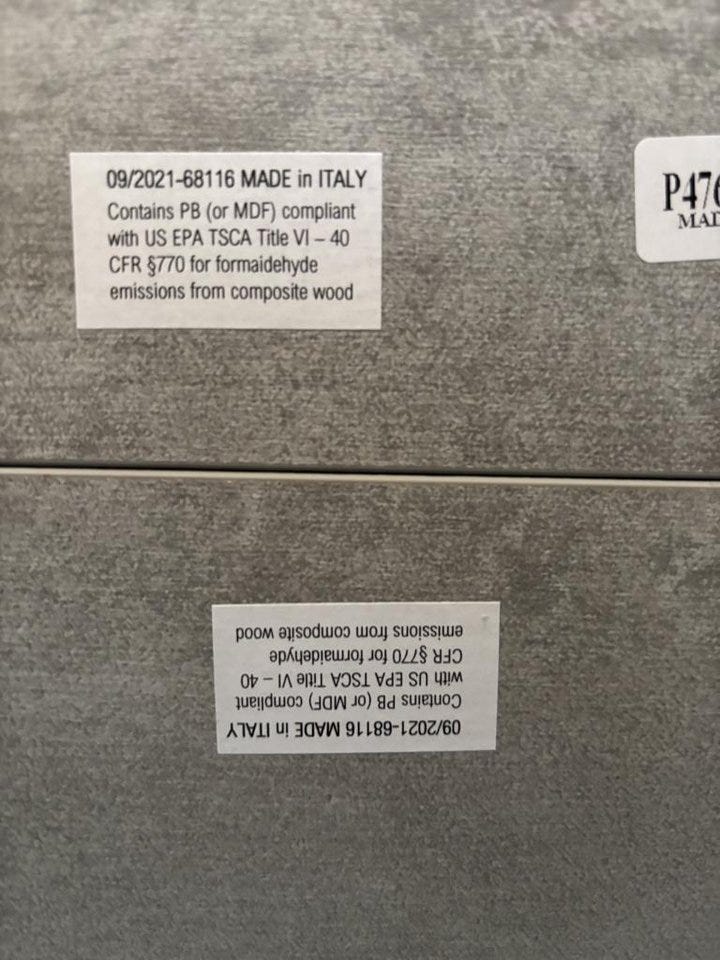 09/2021-68116 MADE in ITALY
Contains PB (or MDF) compliant
with US EPA TSCA Title VI – 40
CFR §770 for formaidehyde
emissions from composite wood
P476
MAD
09/2021-68116 MADE in ITALY
Contains PB (or MDF) compliant
with US EPA TSCA Title VI – 40
CFR §770 for formaidehyde
emissions from composite wood